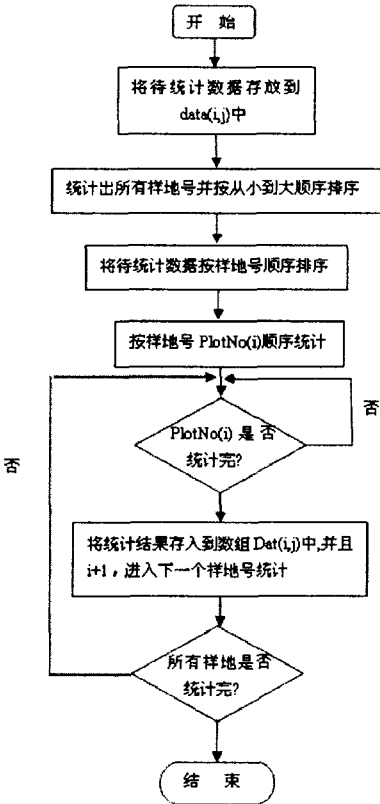 开 始
将待统计数据存放到
data(i,j)中
统计出所有样地号并按从小到大顺序排序
将待统计数据按样地号顺序排序
按样地号 PlotNo(i)顺序统计
否
PlotNo(i) 是 否
统计完?
否
将统计结果存入到数组 Dat(i,j)中,并且
i+1，进入下一个样地号统计
所有样地是否
统计完?
结 束